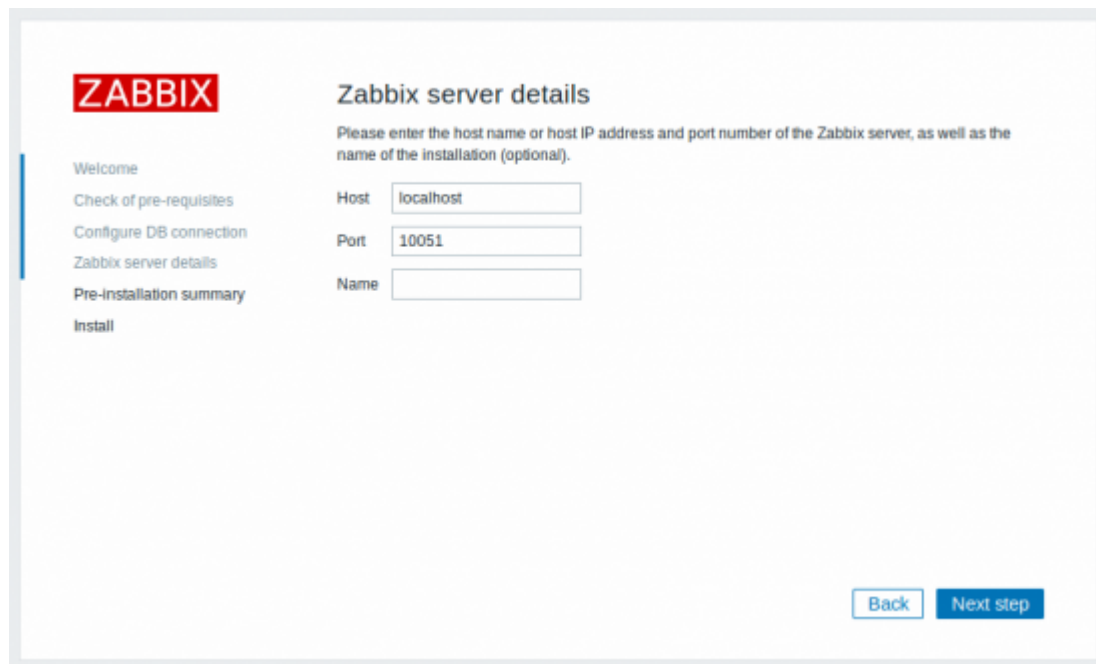 ZABBIX
Zabbix server details
Please enter the host name or host IP address and port number of the Zabbix server, as well as the
name of the installation (optional).
Welcome
Check of pre-requisites
Configure DB connection
Zabbix server details
Pre-installation summary
Install
Host localhost
Port 10051
Name
Back Next step